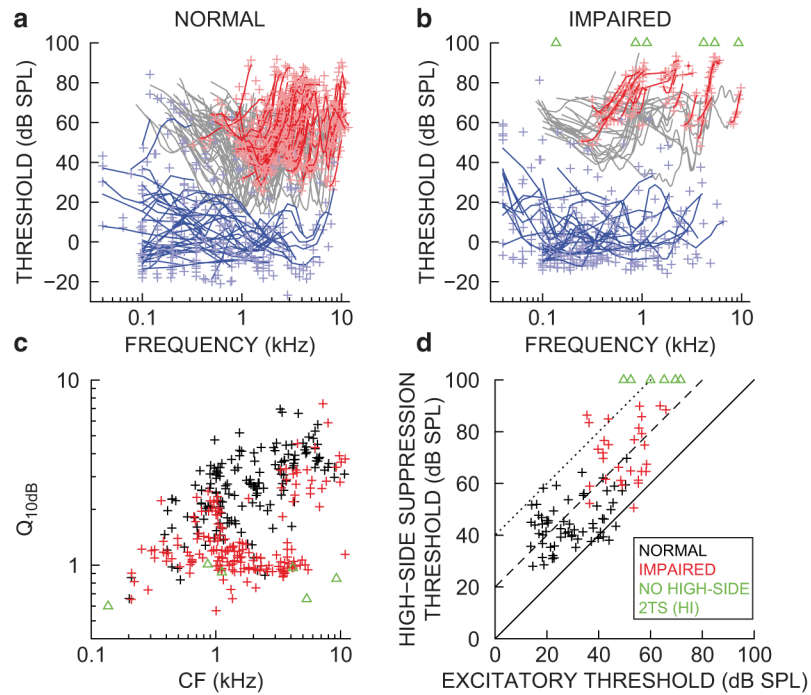 a NORMAL
b IMPAIRED
THRESHOLD (dB SPL)
100
80
60
40
20
0
−20
0.1 1 10
FREQUENCY (kHz)
THRESHOLD (dB SPL)
100
80
60
40
20
0
−20
0.1 1 10
FREQUENCY (kHz)
c
Q10dB
10
1
0.1 1 10
CF (kHz)
d
HIGH−SIDE SUPPRESSION
THRESHOLD (dB SPL)
100
80
60
40
20
0
0 20 40 60 80 100
EXCITATORY THRESHOLD (dB SPL)
NORMAL
IMPAIRED
NO HIGH−SIDE
2TS (HI)